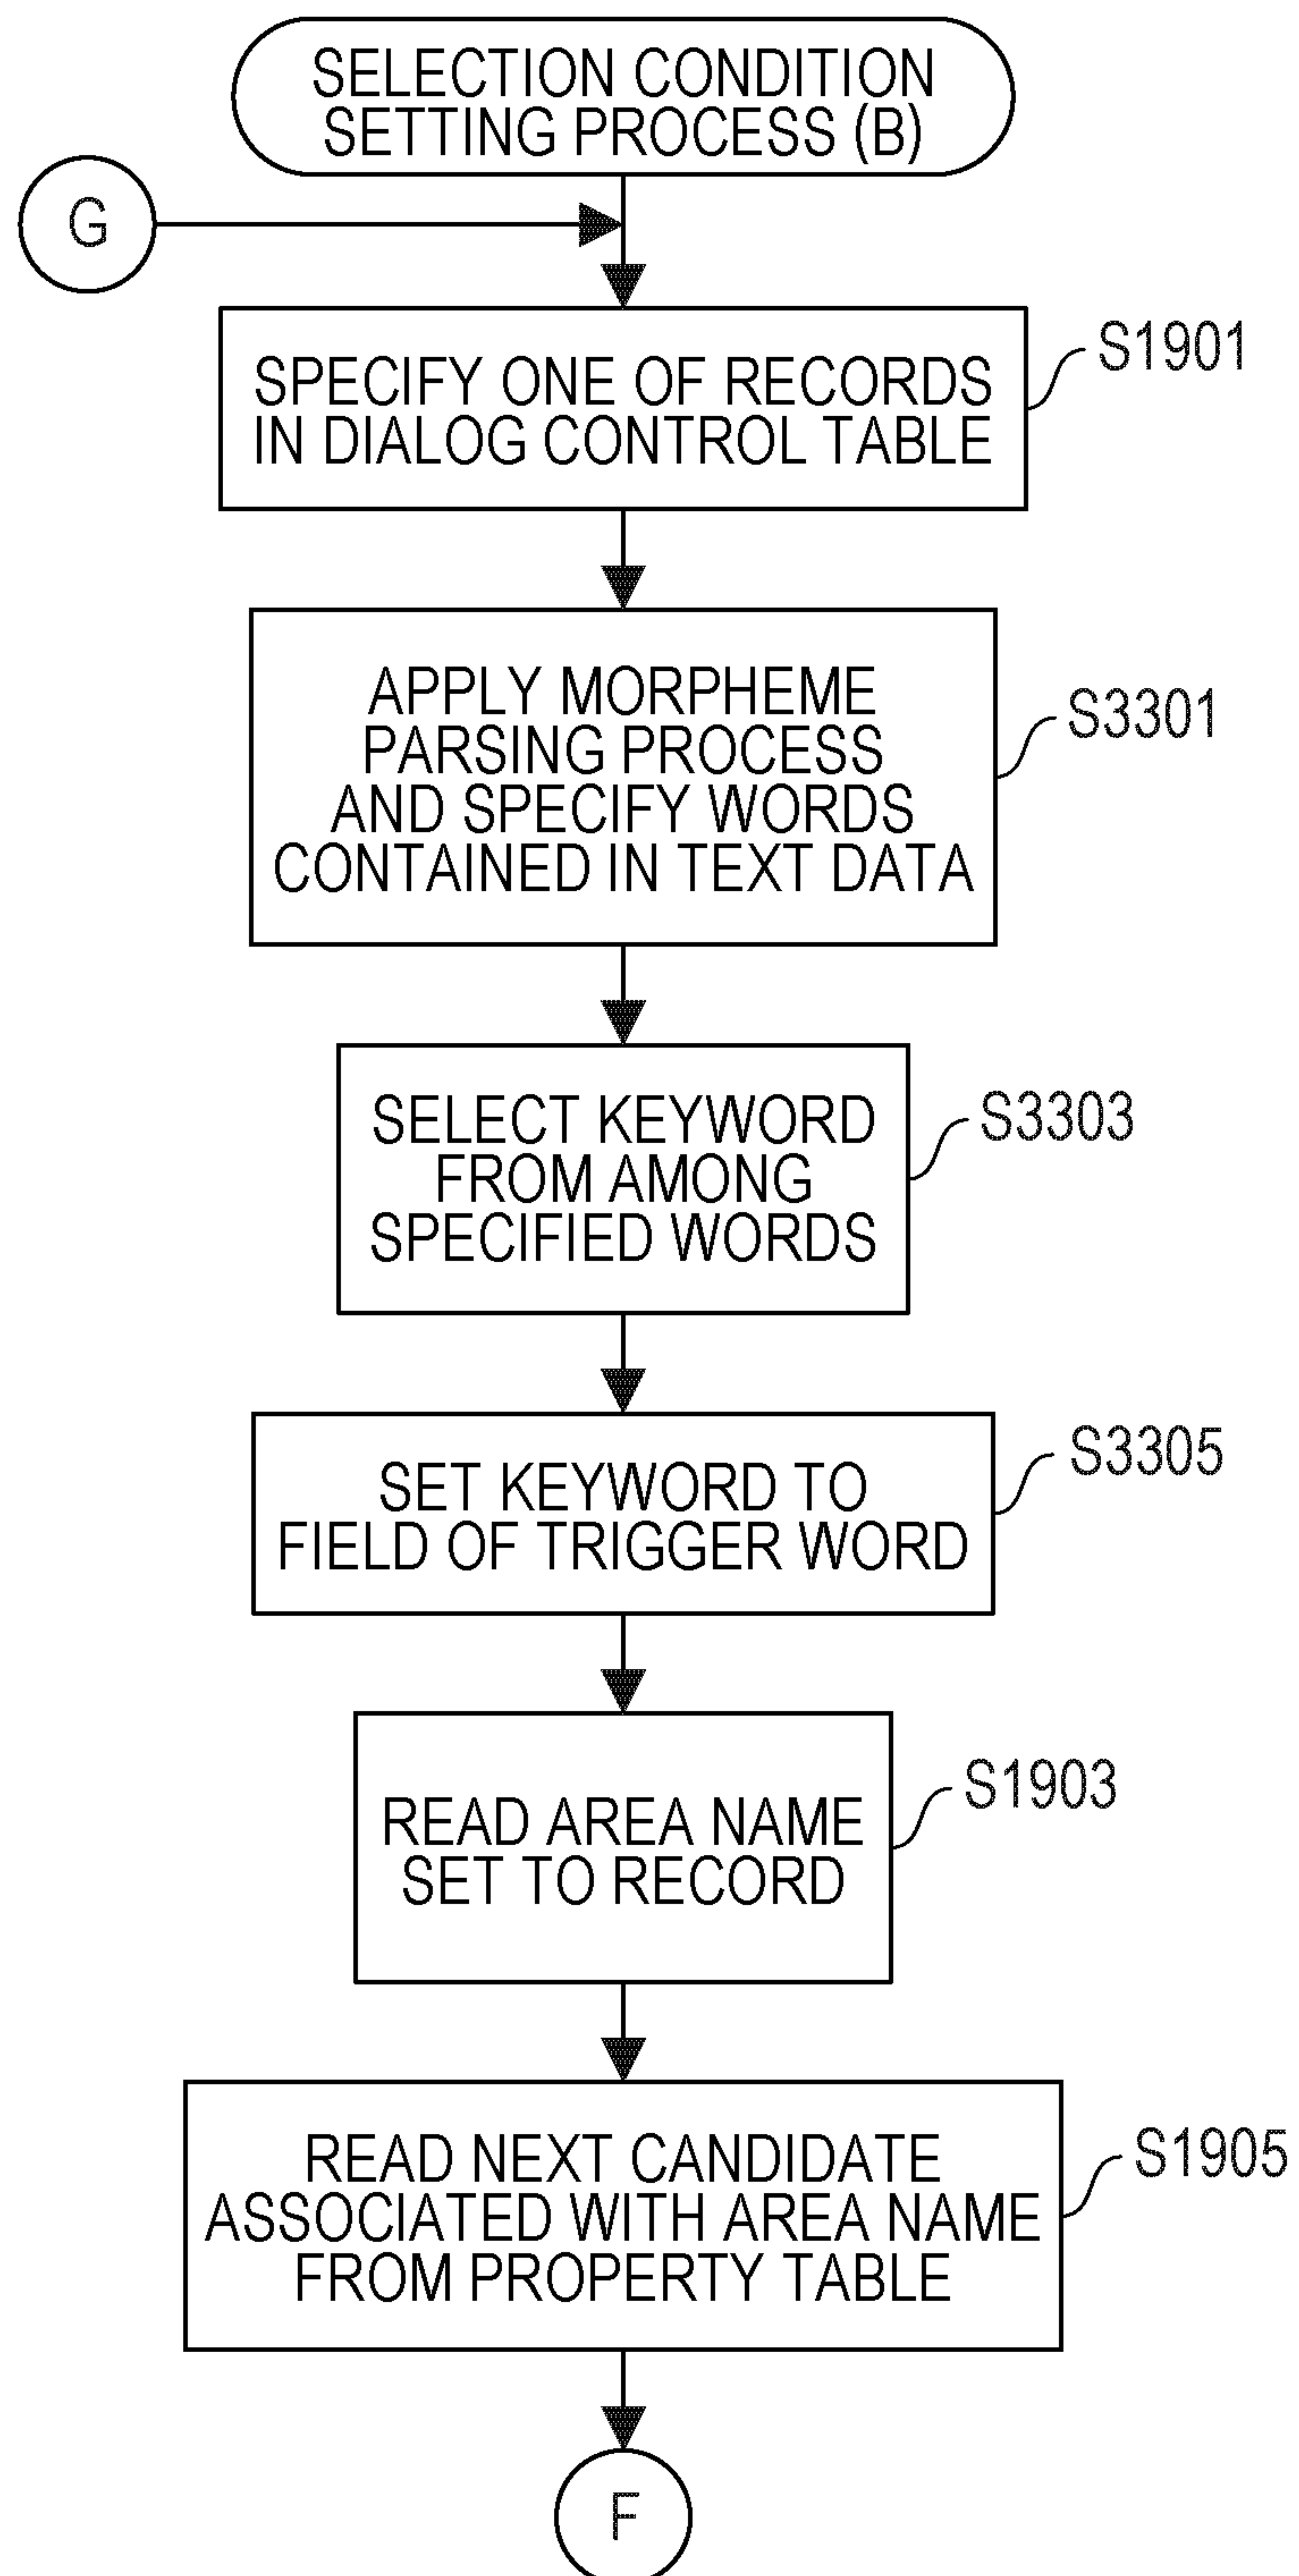 SELECTION CONDITION
SETTING PROCESS (B)
G
S1901
SPECIFY ONE OF RECORDS
IN DIALOG CONTROL TABLE
S3301
APPLY MORPHEME
PARSING PROCESS
AND SPECIFY WORDS
CONTAINED IN TEXT DATA
S3303
SELECT KEYWORD
FROM AMONG
SPECIFIED WORDS
S3305
SET KEYWORD TO
FIELD OF TRIGGER WORD
S1903
READ AREA NAME
SET TO RECORD
S1905
READ NEXT CANDIDATE
ASSOCIATED WITH AREA NAME
FROM PROPERTY TABLE
F